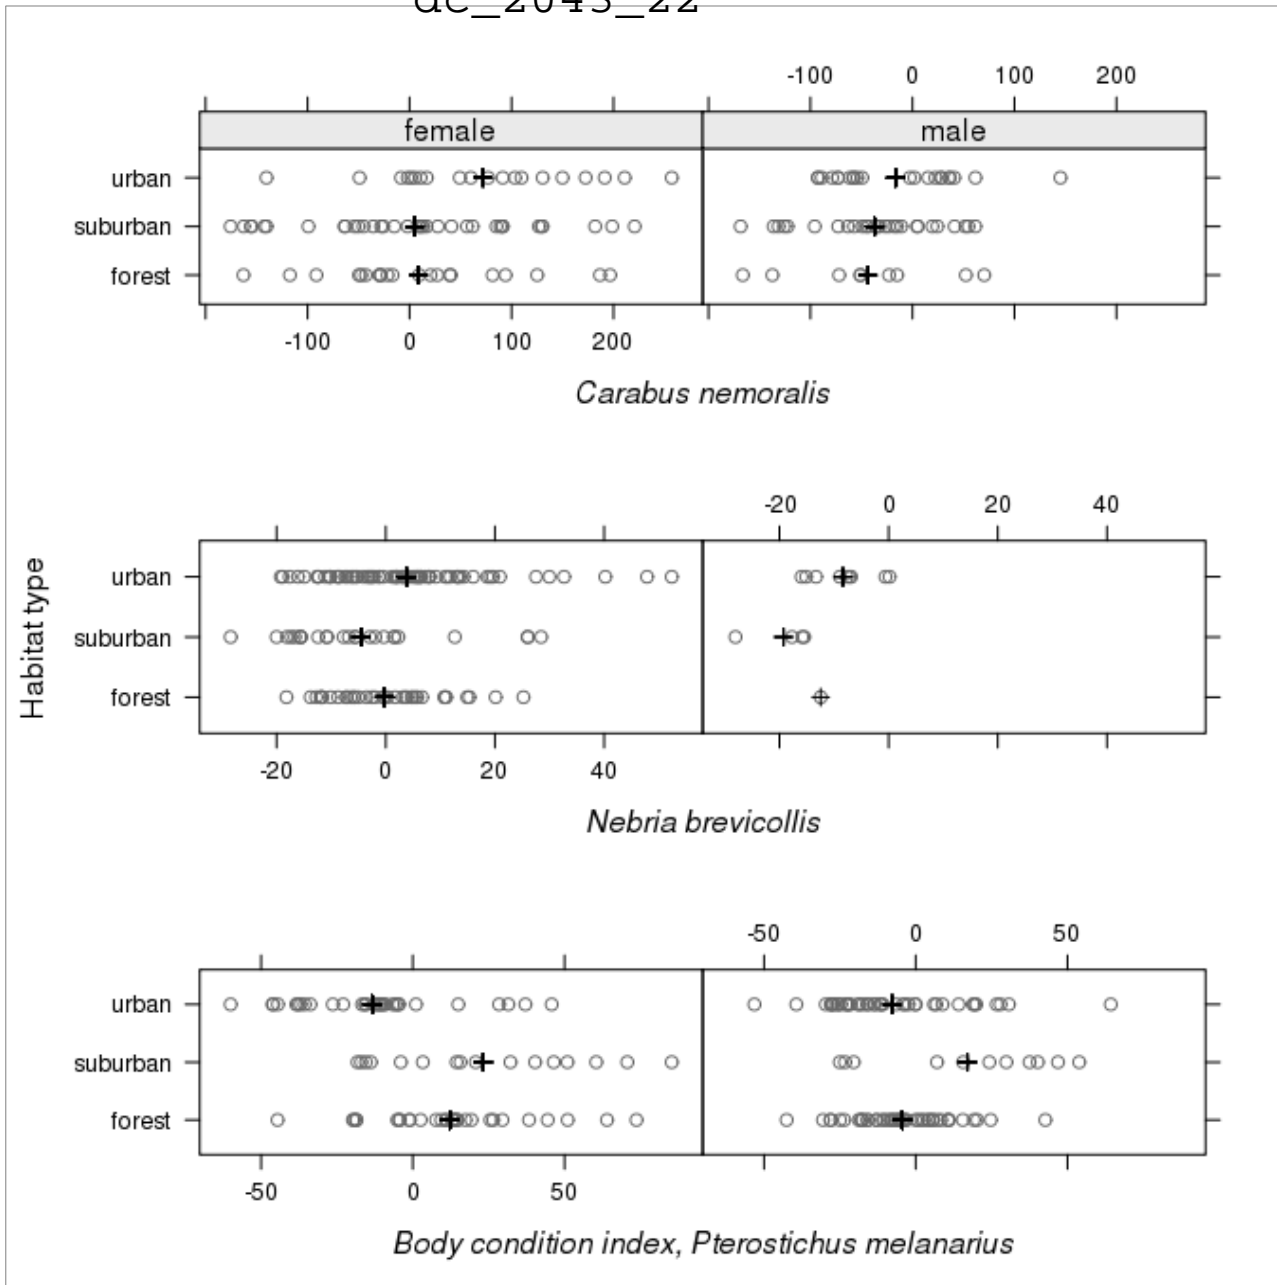 -100 0 100 200
female male
urban
suburban
forest
-100 0 100 200
Carabus nemoralis
-20 0 20 40
Habitat type
urban
suburban
forest
-20 0 20 40
Nebria brevicollis
-50 0 50
urban
suburban
forest
-50 0 50
Body condition index, Pterostichus melanarius